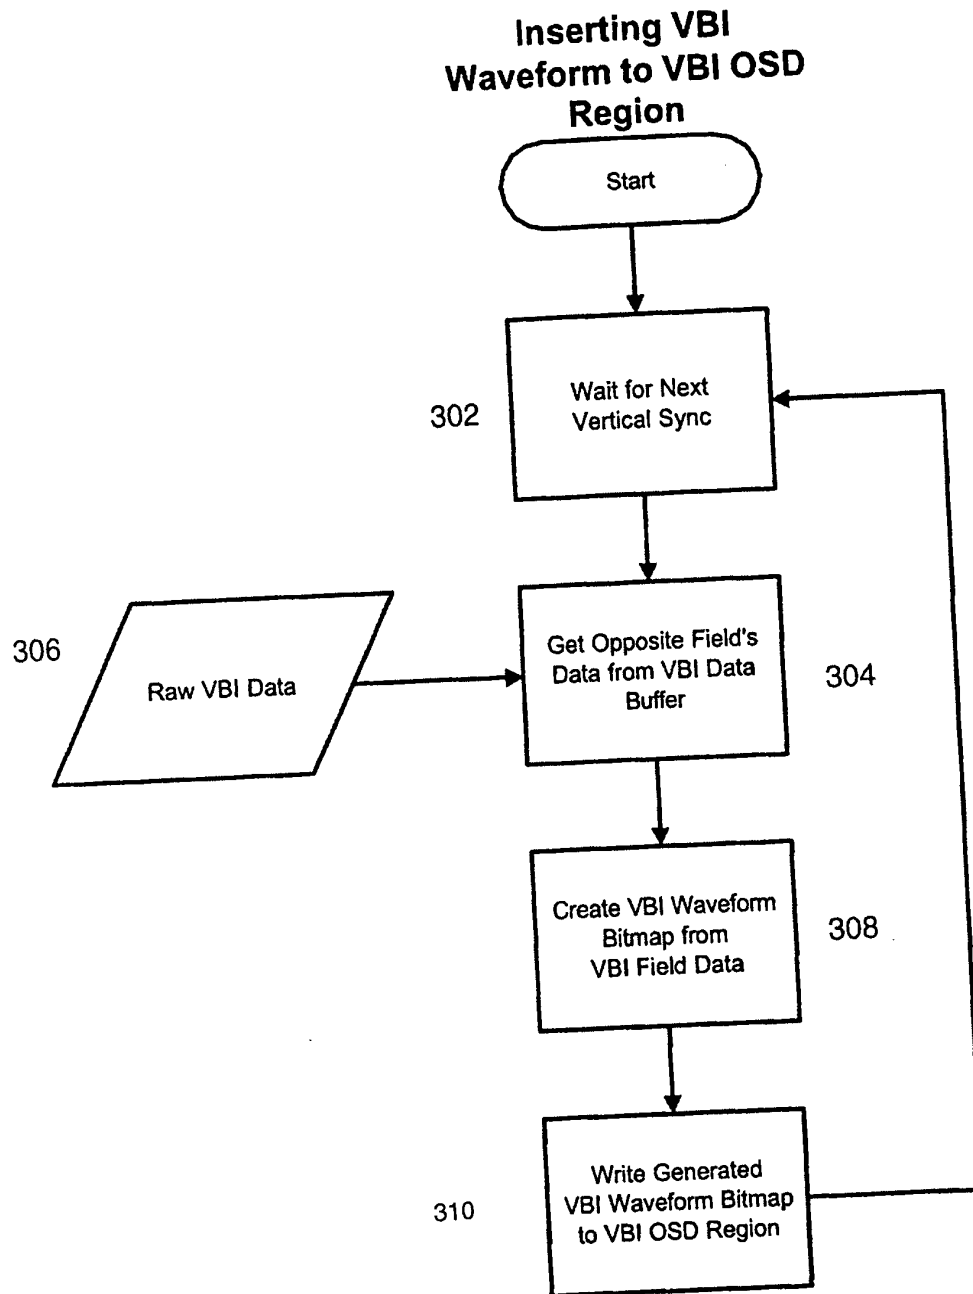 Inserting VBI
Waveform to VBI OSD
Region
Start
Wait for Next
Vertical Sync
302
Get Opposite Field's
Data from VBI Data
Buffer
304
306
Raw VBI Data
Create VBI Waveform
Bitmap from
VBI Field Data
308
Write Generated
VBI Waveform Bitmap
to VBI OSD Region
310